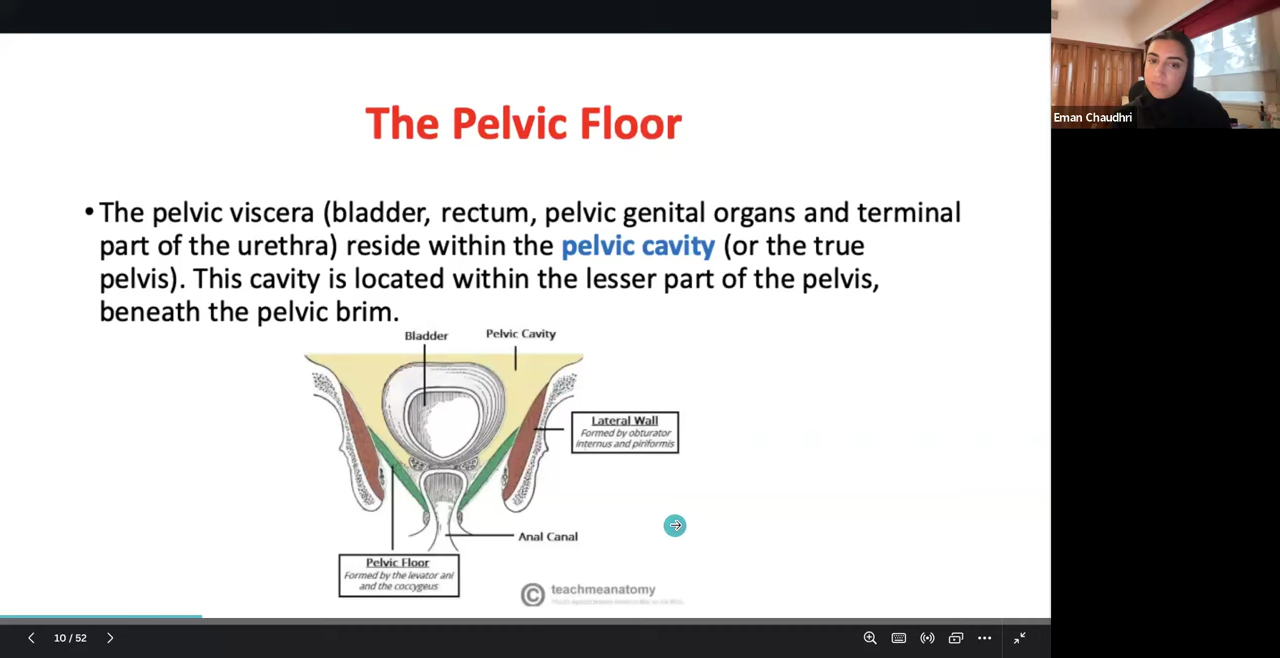 The Pelvic Floor
• The pelvic viscera (bladder, rectum, pelvic genital organs and terminal
part of the urethra) reside within the pelvic cavity (or the true
pelvis). This cavity is located within the lesser part of the pelvis,
beneath the pelvic brim.
Bladder
Pelvic Cavity
Lateral Wall
Formed by obturator
internus and piriformis
Anal Canal
Pelvic Floor
Formed by the levator ani
and the coccygeus
© teachmeanatomy
10 / 52
Eman Chaudhri